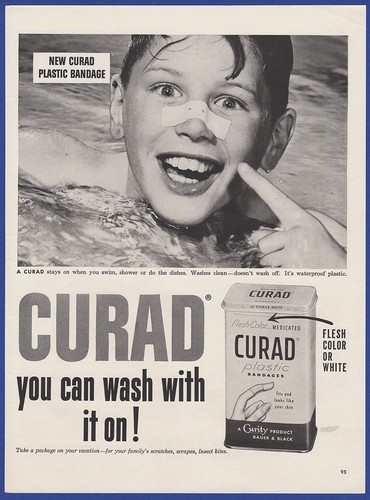 NEW CURAD
PLASTIC BANDAGE
A CURAD stays on when you swim, shower or do the dishes. Washes clean—doesn't wash off. It's waterproof plastic.
CURAD®
you can wash with
it on!
Take a package on your vacation—for your family's scratches, scrapes, insect bites.
CURAD
Flesh Color MEDICATED
CURAD®
plastic
BANDAGES
fits and
looks like
your skin
A Curity PRODUCT
BAUER & BLACK
FLESH
COLOR
OR
WHITE
95